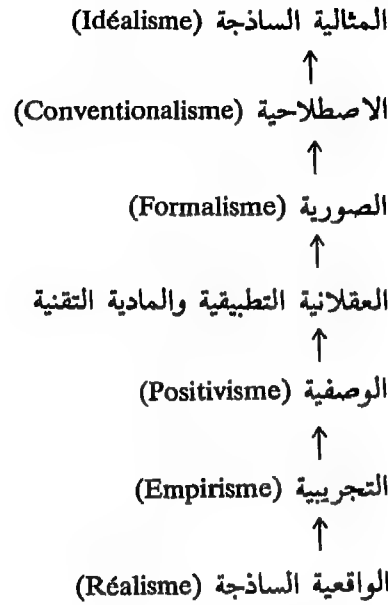 المثالية الساذجة (Idéalisme)
↑
الاصطلاحية (Conventionalisme)
↑
الصورية (Formalisme)
↑
العقلانية التطبيقية والمادية التقنية
↑
الوصفية (Positivisme)
↑
التجريبية (Empirisme)
↑
الواقعية الساذجة (Réalisme)